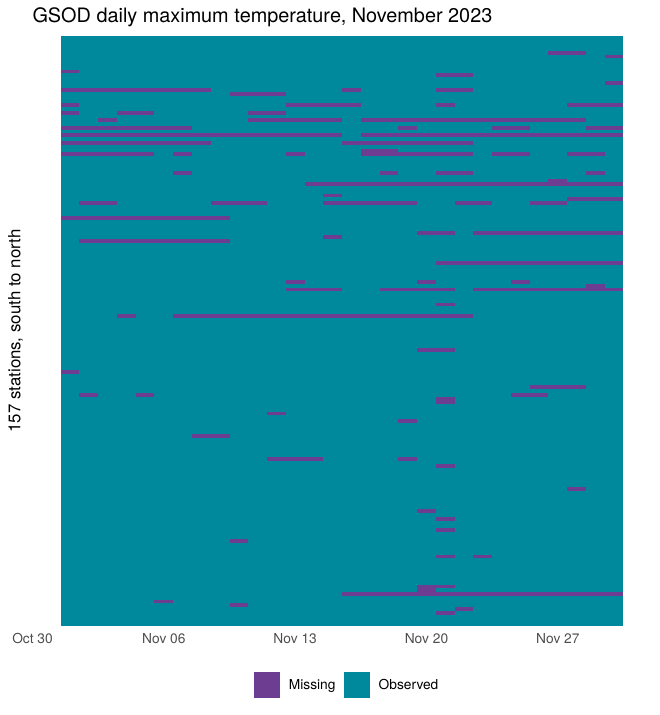 GSOD daily maximum temperature, November 2023
157 stations, south to north
Oct 30 Nov 06 Nov 13 Nov 20 Nov 27
Missing Observed